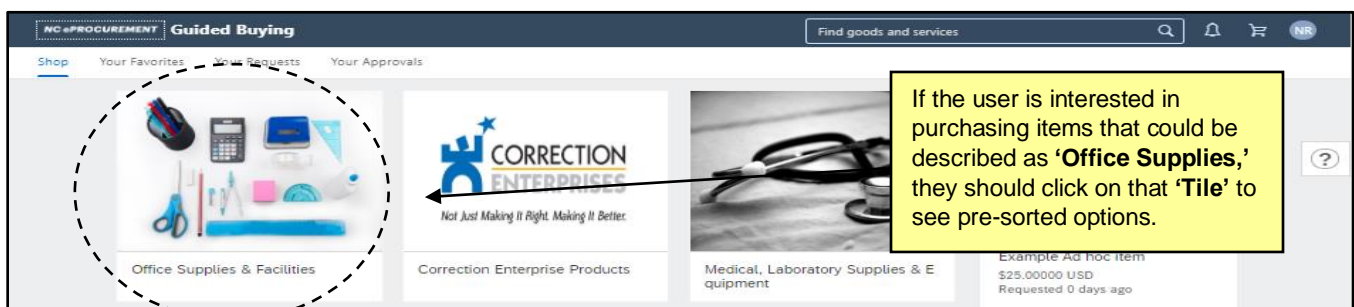 NC ePROCUREMENT Guided Buying
Find goods and services
NR
Shop Your Favorites Your Requests Your Approvals
If the user is interested in
purchasing items that could be
described as ‘Office Supplies,’
they should click on that ‘Tile’ to
see pre-sorted options.
?
CORRECTION
ENTERPRISES
Not Just Making It Right. Making It Better.
Office Supplies & Facilities
Correction Enterprise Products
Medical, Laboratory Supplies & E
quipment
Example Ad hoc item
$25.00000 USD
Requested 0 days ago